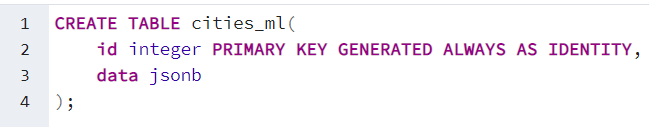 1 CREATE TABLE cities_ml(
2     id integer PRIMARY KEY GENERATED ALWAYS AS IDENTITY,
3     data jsonb
4 );